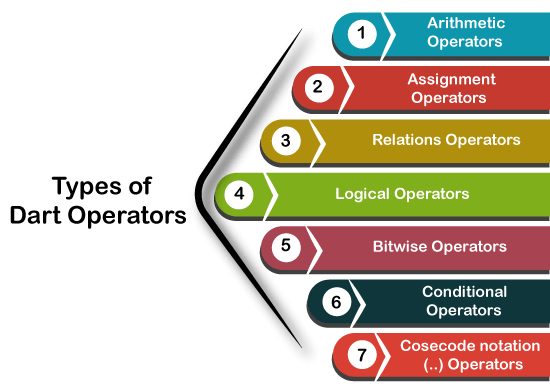 Types of
Dart Operators
1
Arithmetic
Operators
2
Assignment
Operators
3
Relations Operators
4
Logical Operators
5
Bitwise Operators
6
Conditional
Operators
7
Cosecode notation
(..) Operators